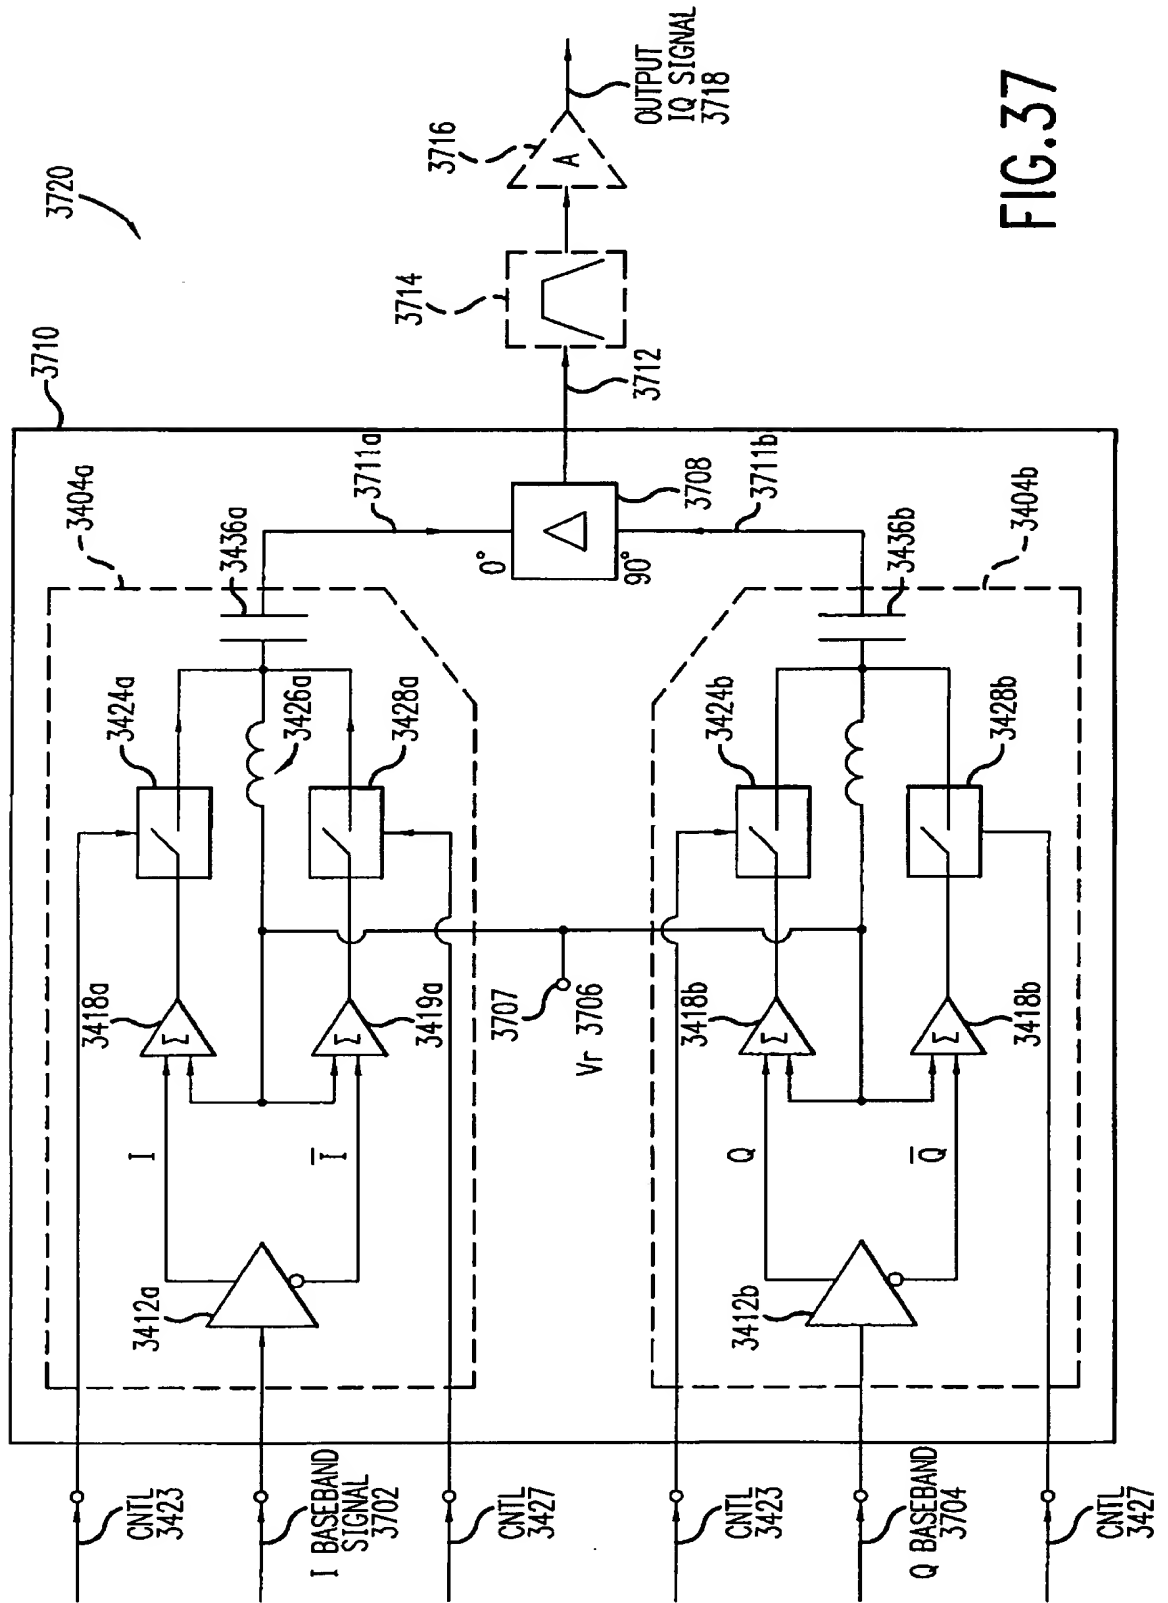 3720
3710
3404a
3424a
3436a
3418a
3426a
I
3412a
I
3419a
3428a
3711a
CNTL
3423
I BASEBAND
SIGNAL
3702
CNTL
3427
3707
Vr 3706
0°
90°
3708
3712
3714
3716
A
OUTPUT
IQ SIGNAL
3718
3711b
3424b
3436b
3418b
Σ
Σ
Σ
Σ
Q
3412b
Q
3418b
3428b
3404b
CNTL
3423
Q BASEBAND
3704
CNTL
3427
FIG.37